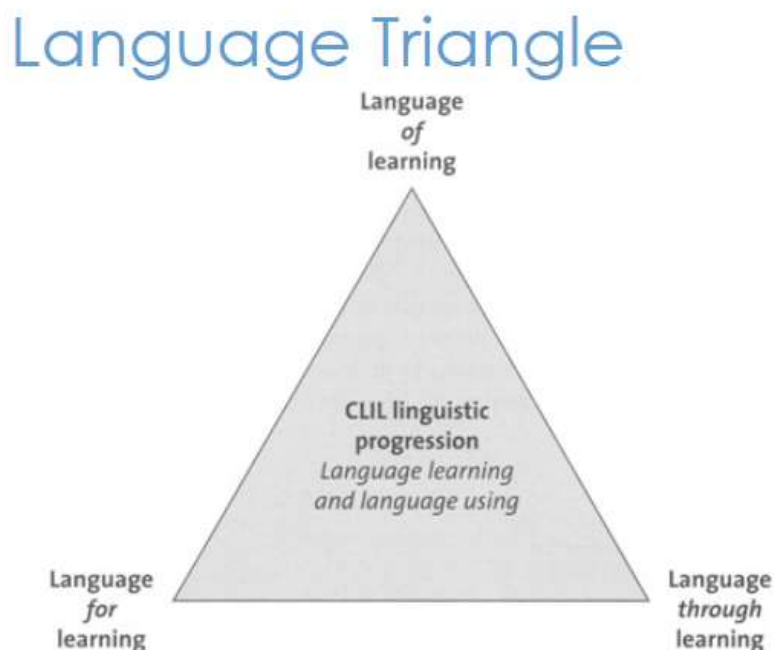 Language Triangle
Language
of
learning
CLIL linguistic
progression
Language learning
and language using
Language
for
learning
Language
through
learning